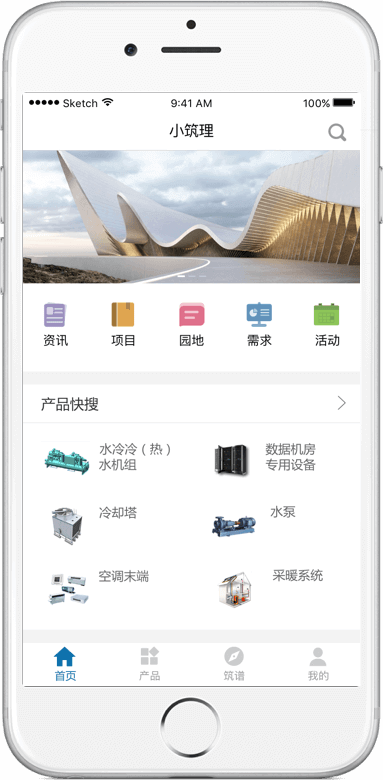 Sketch 9:41 AM 100%
小筑理
资讯 项目 园地 需求 活动
产品快搜
水冷冷（热）
水机组
数据机房
专用设备
冷却塔
水泵
空调末端
采暖系统
首页 产品 筑谱 我的